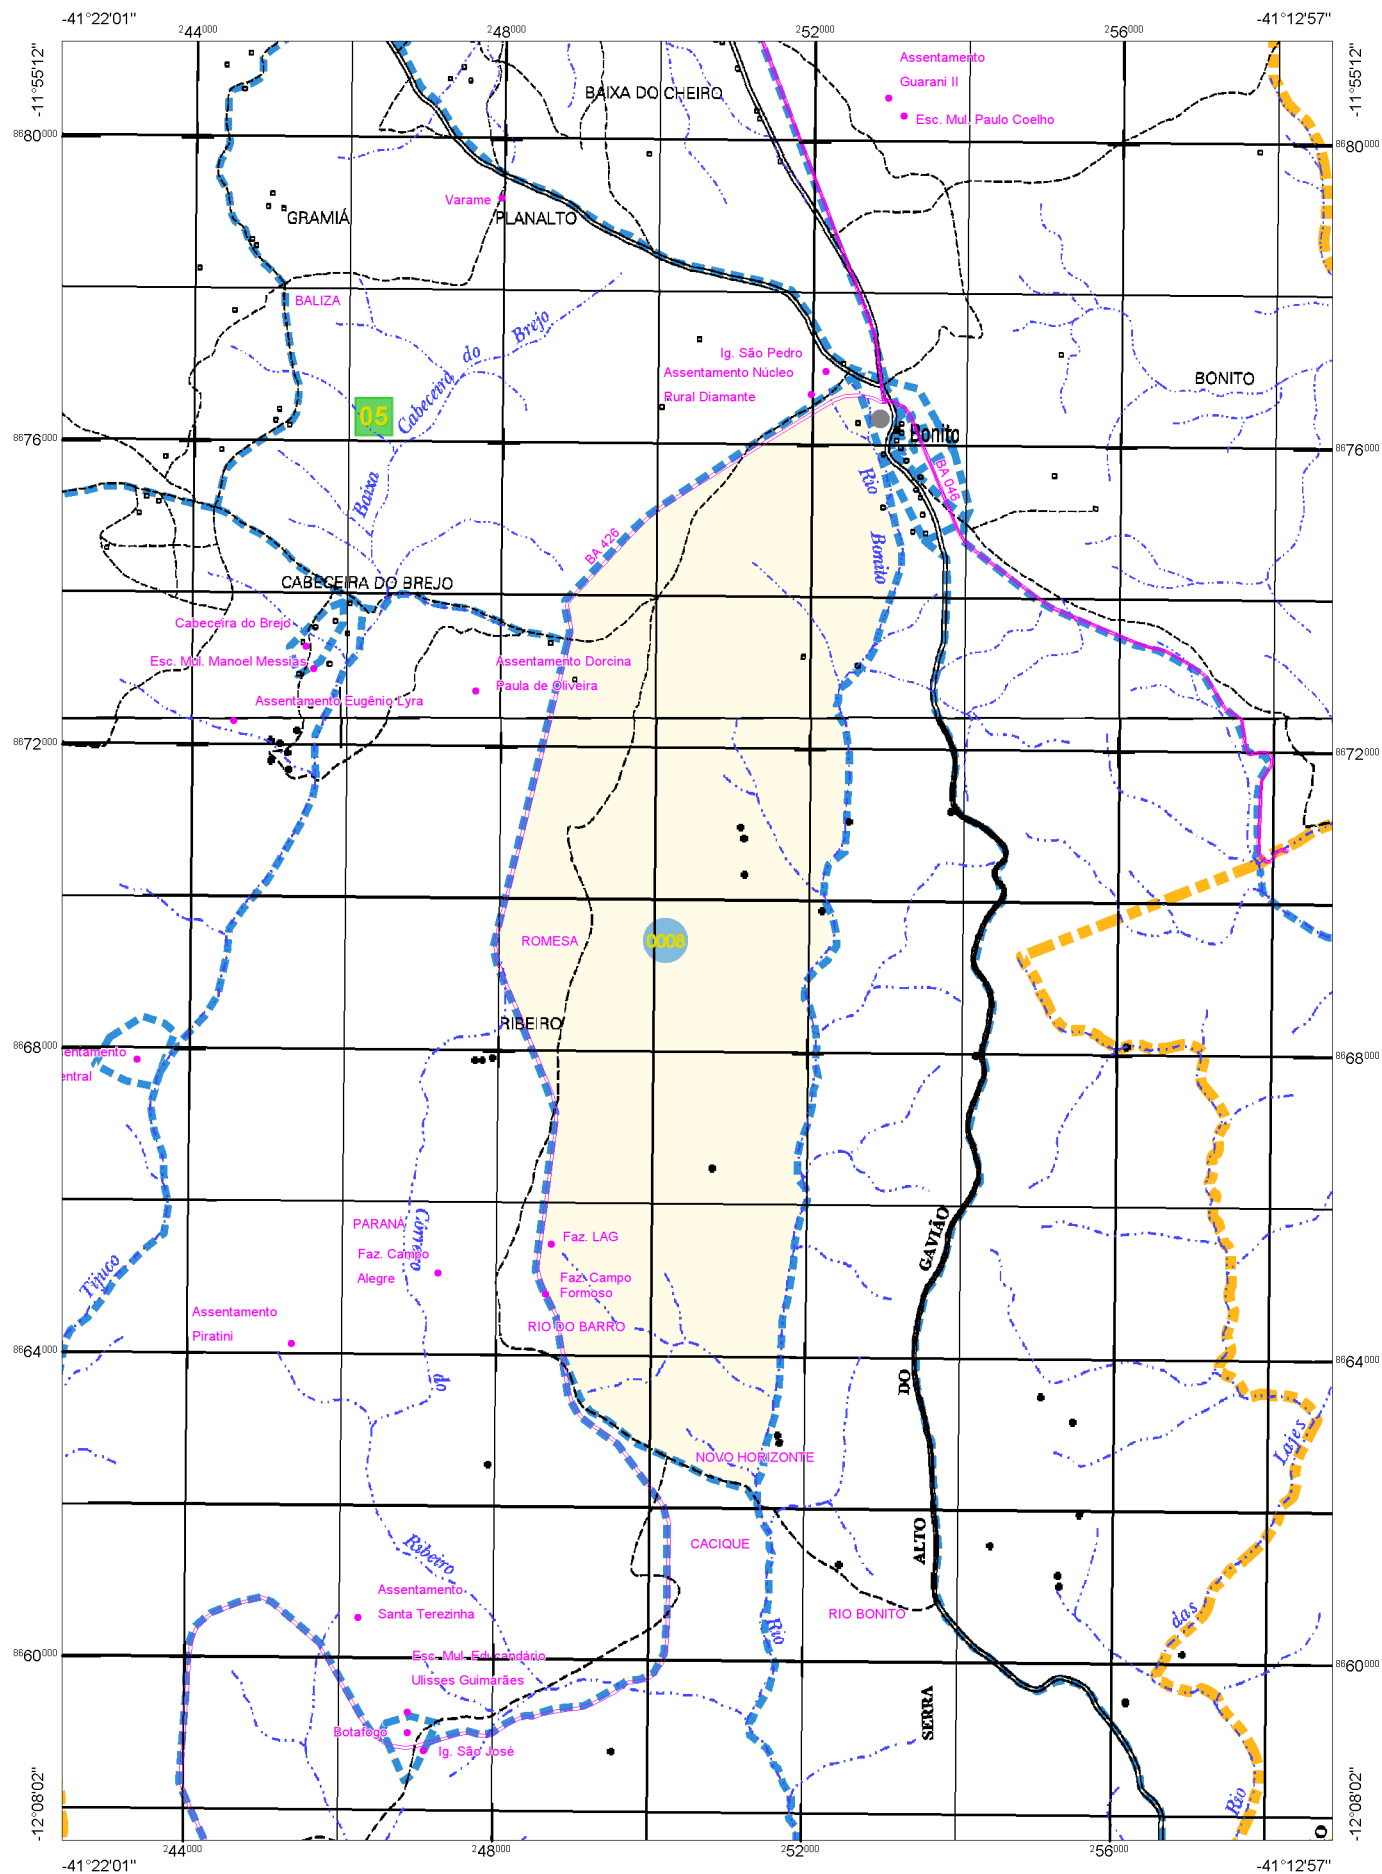 -41°22'01"
-41°12'57"
244000
248000
252000
256000
-11°55'12"
-11°55'12"
Assentamento
Guarani II
Esc. Mul. Paulo Coelho
BAIXA DO CHEIRO
8680000
8680000
Varame
GRAMIÁ
PLANALTO
BALIZA
Baixa Cabeceira do Brejo
Ig. São Pedro
Assentamento Núcleo
Rural Diamante
BONITO
05
8676000
Bonito
8676000
BA 046
Rio Bonito
BA 426
CABECEIRA DO BREJO
Cabeceira do Brejo
Esc. Mul. Manoel Messias
Assentamento Dorcina
Paula de Oliveira
Assentamento Eugênio Lyra
8672000
8672000
ROMESA
0008
RIBEIRO
8668000
8668000
sentamento
entral
PARANÁ
Faz. Campo
Alegre
Córrego do Ribeiro
Faz. LAG
Faz. Campo
Formoso
RIO DO BARRO
Tijuco
Assentamento
Piratini
8664000
8664000
SERRA DO GAVIÃO ALTO
NOVO HORIZONTE
CACIQUE
Rio das Lajes
Assentamento
Santa Terezinha
RIO BONITO
Rio
8660000
8660000
Esc. Mul. Educandário
Ulisses Guimarães
Botafogo
Ig. São José
-12°08'02"
-12°08'02"
O
244000
248000
252000
256000
-41°22'01"
-41°12'57"